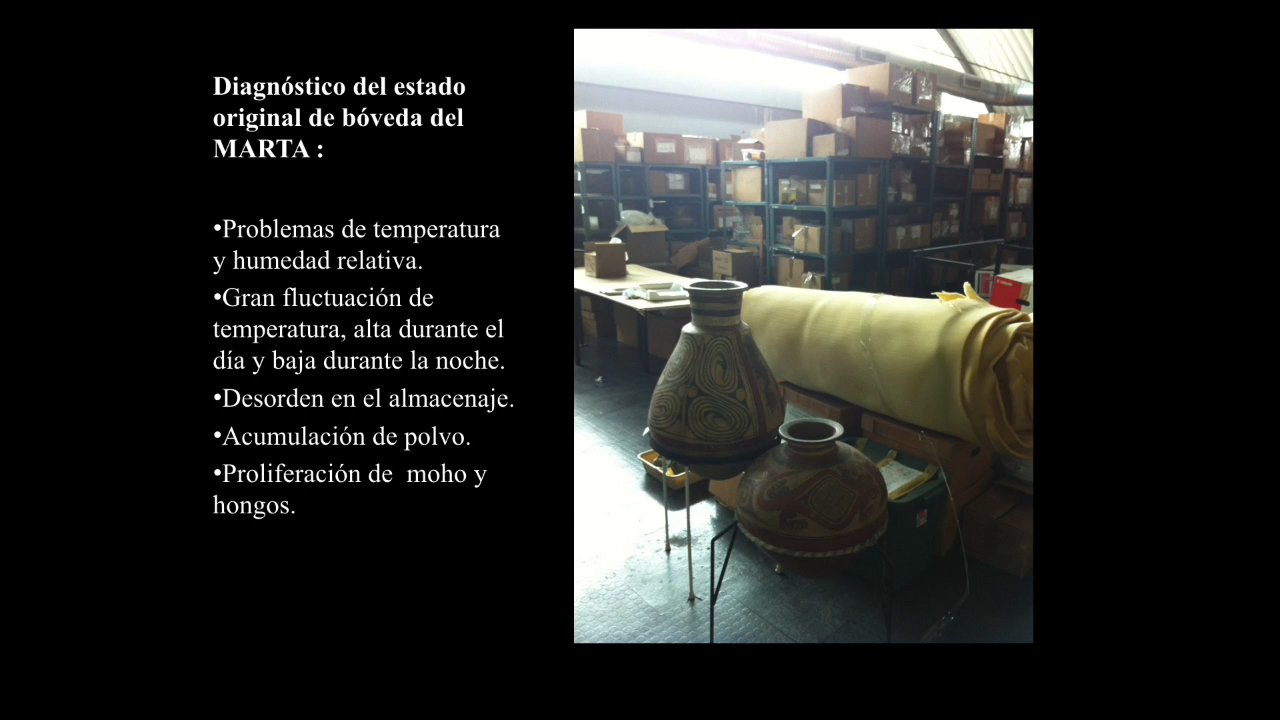 Diagnóstico del estado
original de bóveda del
MARTA :
•Problemas de temperatura
y humedad relativa.
•Gran fluctuación de
temperatura, alta durante el
día y baja durante la noche.
•Desorden en el almacenaje.
•Acumulación de polvo.
•Proliferación de  moho y
hongos.